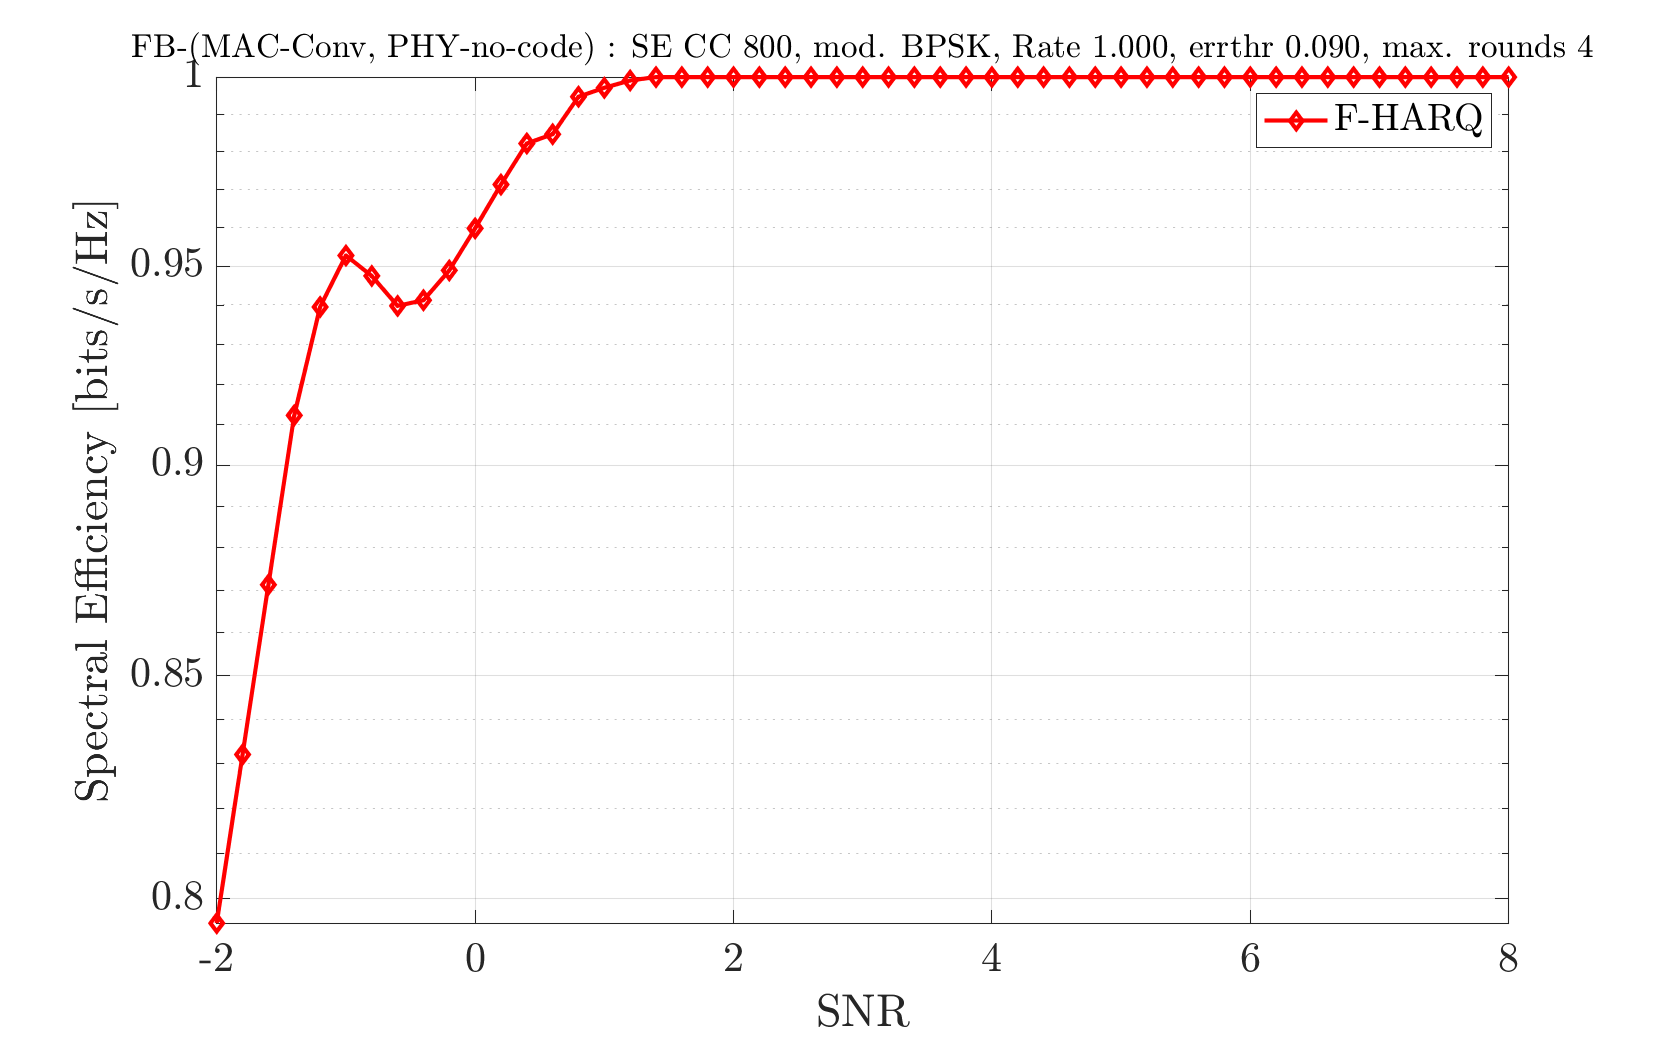 FB-(MAC-Conv, PHY-no-code) : SE CC 800, mod. BPSK, Rate 1.000, errthr 0.090, max. rounds 4
F-HARQ
Spectral Efficiency [bits/s/Hz]
1
0.95
0.9
0.85
0.8
-2 0 2 4 6 8
SNR